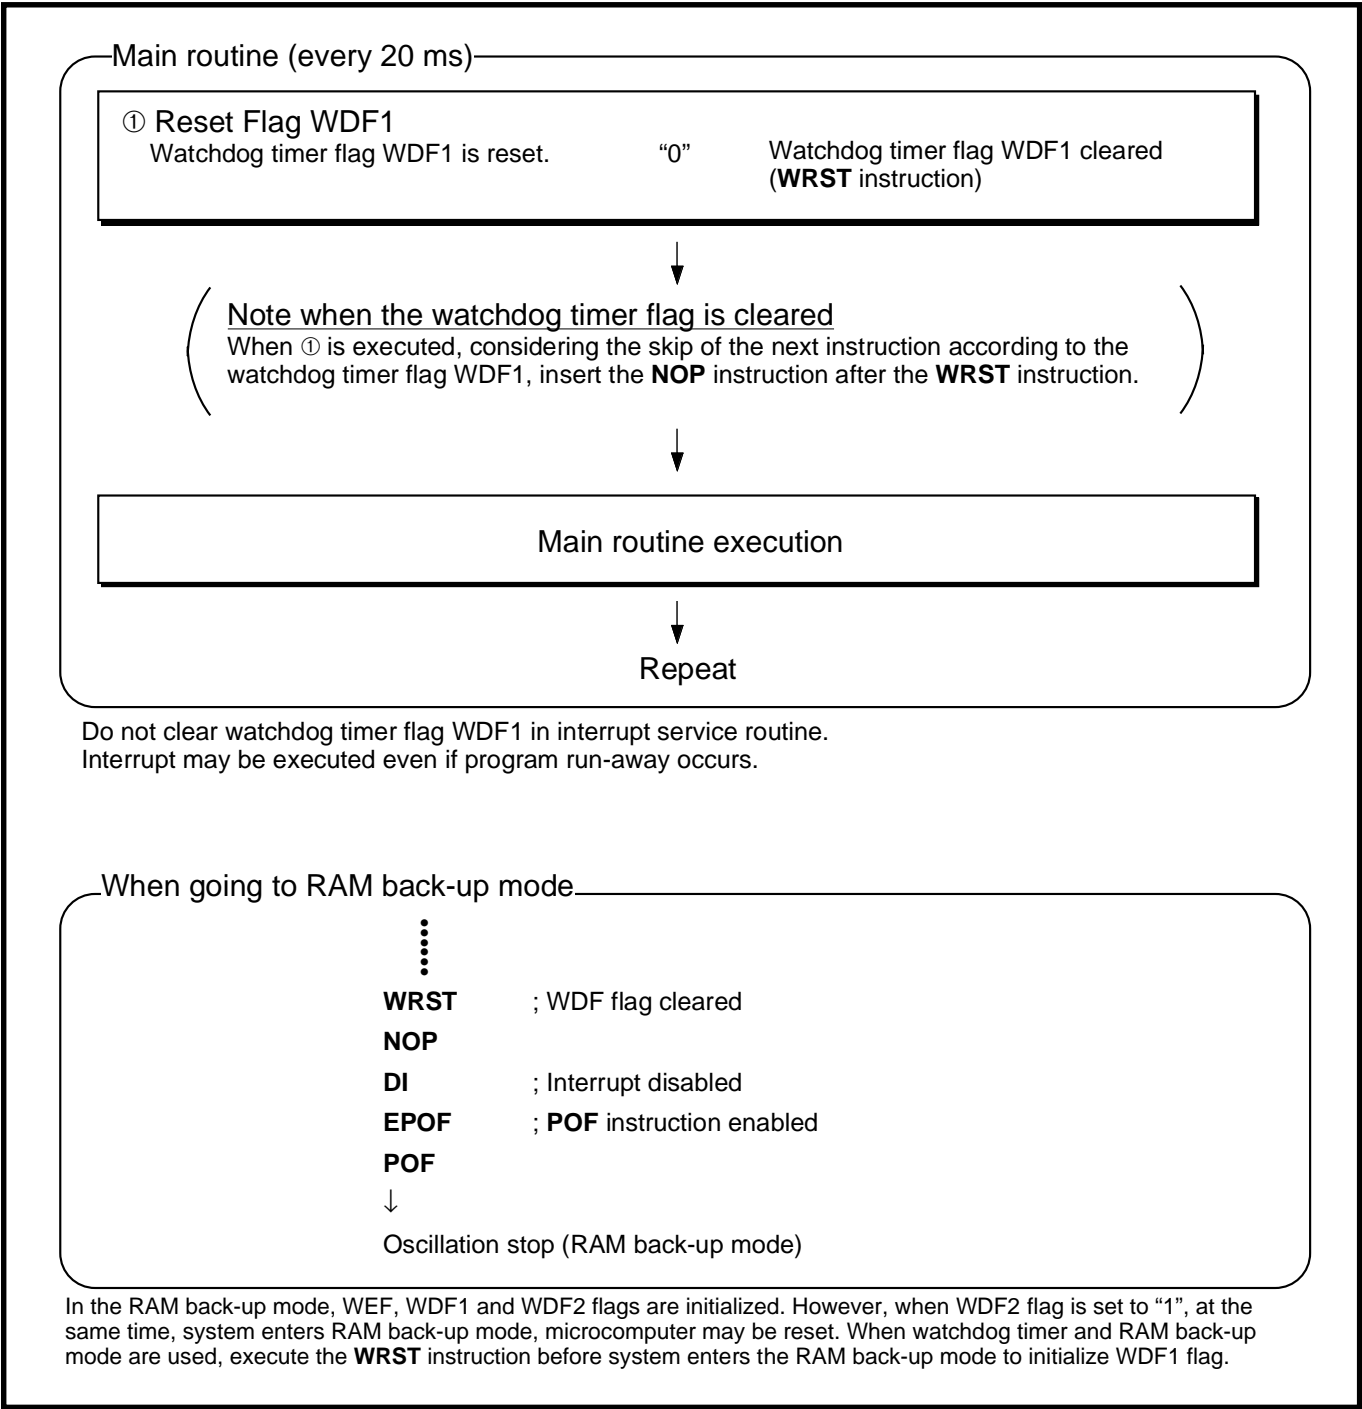 Main routine (every 20 ms)
① Reset Flag WDF1
Watchdog timer flag WDF1 is reset. “0” Watchdog timer flag WDF1 cleared
(WRST instruction)
Note when the watchdog timer flag is cleared
When ① is executed, considering the skip of the next instruction according to the
watchdog timer flag WDF1, insert the NOP instruction after the WRST instruction.
Main routine execution
Repeat
Do not clear watchdog timer flag WDF1 in interrupt service routine.
Interrupt may be executed even if program run-away occurs.
When going to RAM back-up mode
WRST ; WDF flag cleared
NOP
DI ; Interrupt disabled
EPOF ; POF instruction enabled
POF
↓
Oscillation stop (RAM back-up mode)
In the RAM back-up mode, WEF, WDF1 and WDF2 flags are initialized. However, when WDF2 flag is set to “1”, at the
same time, system enters RAM back-up mode, microcomputer may be reset. When watchdog timer and RAM back-up
mode are used, execute the WRST instruction before system enters the RAM back-up mode to initialize WDF1 flag.